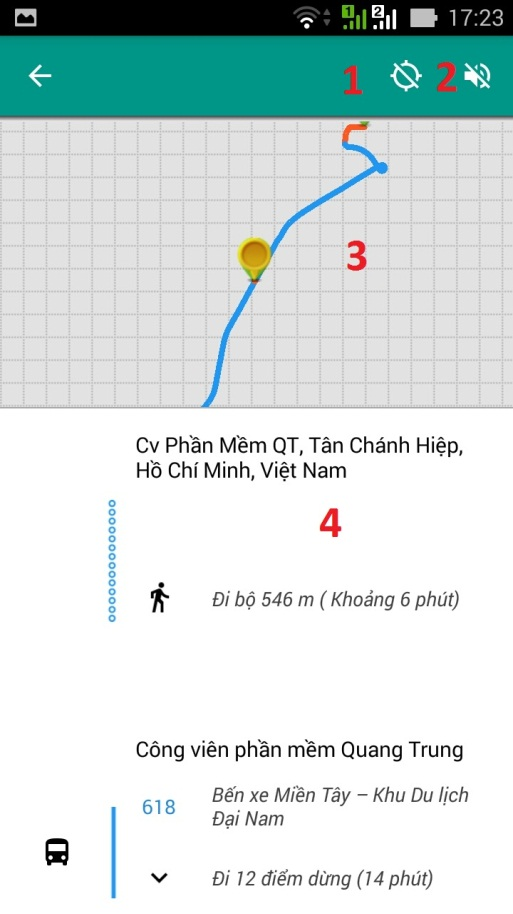 1 2 17:23
1 2
3
Cv Phần Mềm QT, Tân Chánh Hiệp,
Hồ Chí Minh, Việt Nam
4
Đi bộ 546 m ( Khoảng 6 phút)
Công viên phần mềm Quang Trung
618
Bến xe Miền Tây – Khu Du lịch
Đại Nam
Đi 12 điểm dừng (14 phút)